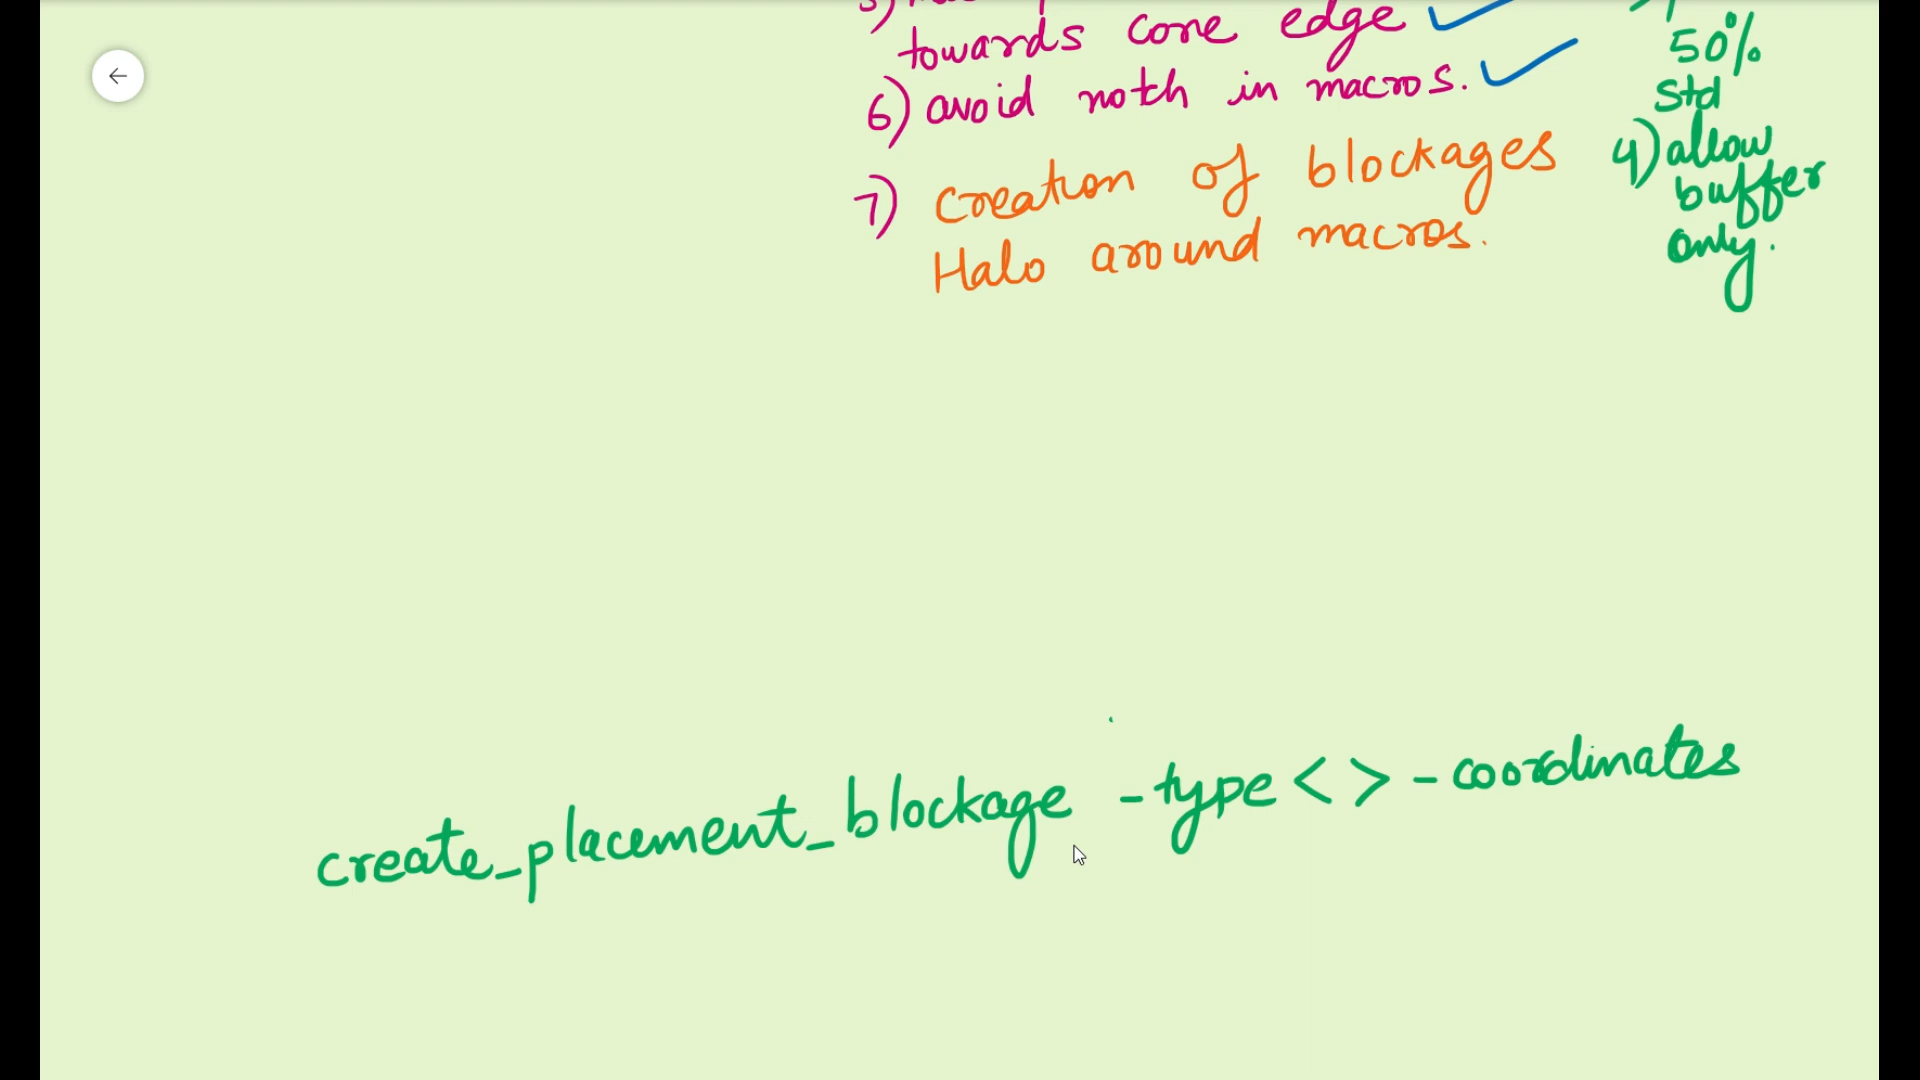 towards core edge
6) avoid notch in macros.
7) creation of blockages
Halo around macros.
50%
std
4) allow
buffer
only.
create_placement_blockage -type < > -coordinates